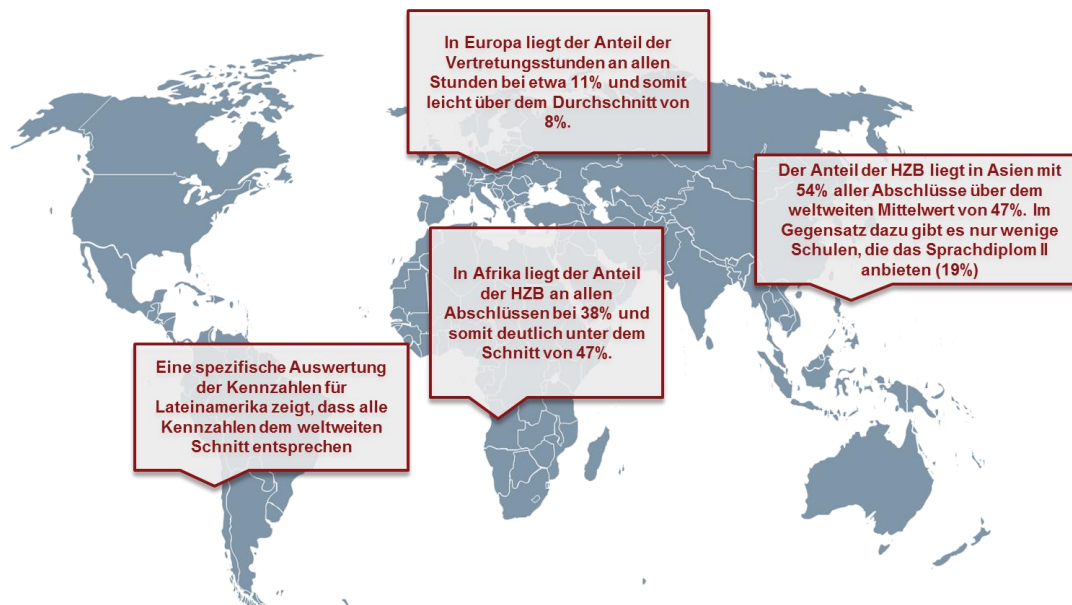 In Europa liegt der Anteil der
Vertretungsstunden an allen
Stunden bei etwa 11% und somit
leicht über dem Durchschnitt von
8%.
Der Anteil der HZB liegt in Asien mit
54% aller Abschlüsse über dem
weltweiten Mittelwert von 47%. Im
Gegensatz dazu gibt es nur wenige
Schulen, die das Sprachdiplom II
anbieten (19%)
In Afrika liegt der Anteil
der HZB an allen
Abschlüssen bei 38% und
somit deutlich unter dem
Schnitt von 47%.
Eine spezifische Auswertung
der Kennzahlen für
Lateinamerika zeigt, dass alle
Kennzahlen dem weltweiten
Schnitt entsprechen